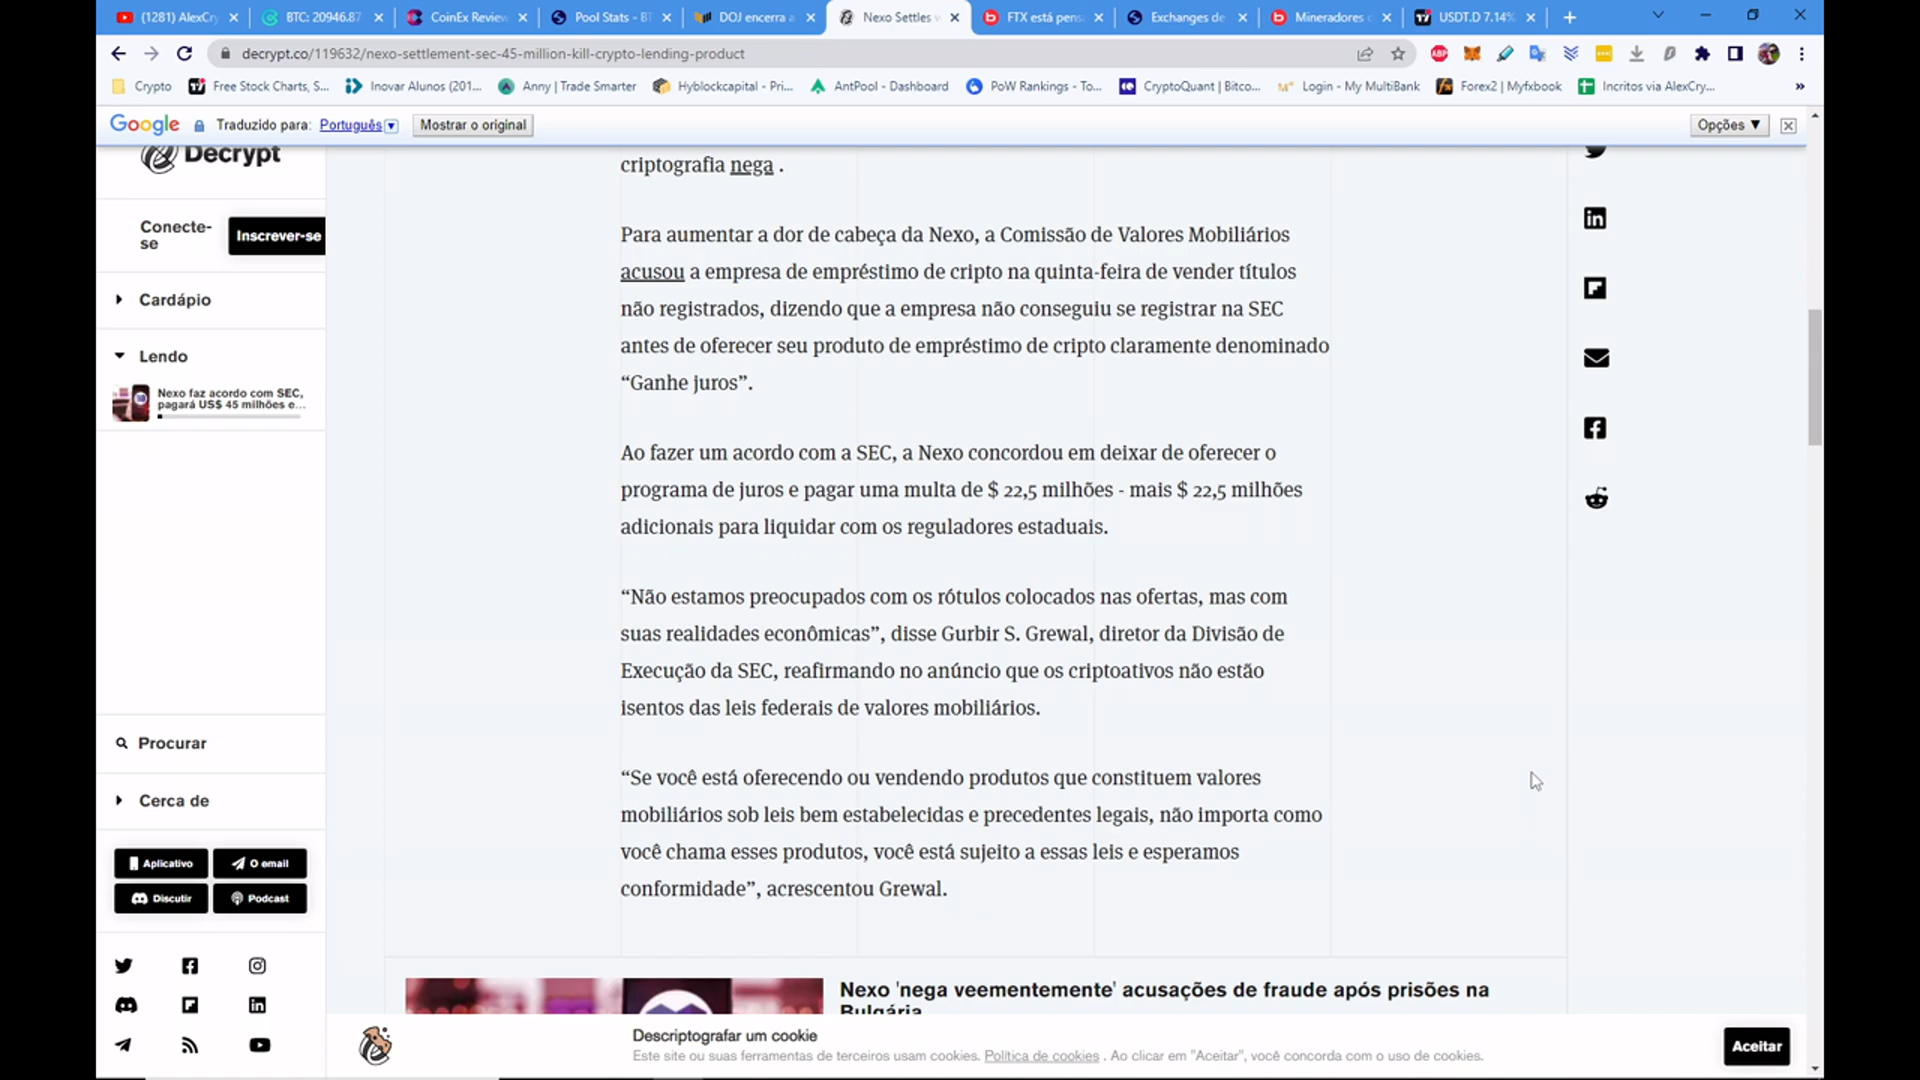 (1281) AlexCry
BTC: 20946.87
CoinEx Review
Pool Stats - BT
DOJ encerra a
Nexo Settles w
FTX está pens
Exchanges de
Mineradores d
USDT.D 7.14%
decrypt.co/119632/nexo-settlement-sec-45-million-kill-crypto-lending-product
Crypto
Free Stock Charts, S...
Inovar Alunos (201...
Anny | Trade Smarter
Hyblockcapital - Pri...
AntPool - Dashboard
PoW Rankings - To...
CryptoQuant | Bitco...
Login - My MultiBank
Forex2 | Myfxbook
Incritos via AlexCry...
Google Traduzido para: Português Mostrar o original Opções ▼
Decrypt
Conecte-
se
Inscrever-se
Cardápio
Lendo
Nexo faz acordo com SEC,
pagará US$ 45 milhões e...
Procurar
Cerca de
Aplicativo
O email
Discutir
Podcast
criptografia nega .
Para aumentar a dor de cabeça da Nexo, a Comissão de Valores Mobiliários
acusou a empresa de empréstimo de cripto na quinta-feira de vender títulos
não registrados, dizendo que a empresa não conseguiu se registrar na SEC
antes de oferecer seu produto de empréstimo de cripto claramente denominado
“Ganhe juros”.
Ao fazer um acordo com a SEC, a Nexo concordou em deixar de oferecer o
programa de juros e pagar uma multa de $ 22,5 milhões - mais $ 22,5 milhões
adicionais para liquidar com os reguladores estaduais.
“Não estamos preocupados com os rótulos colocados nas ofertas, mas com
suas realidades econômicas”, disse Gurbir S. Grewal, diretor da Divisão de
Execução da SEC, reafirmando no anúncio que os criptoativos não estão
isentos das leis federais de valores mobiliários.
“Se você está oferecendo ou vendendo produtos que constituem valores
mobiliários sob leis bem estabelecidas e precedentes legais, não importa como
você chama esses produtos, você está sujeito a essas leis e esperamos
conformidade”, acrescentou Grewal.
Nexo 'nega veementemente' acusações de fraude após prisões na
Bulgária
Descriptografar um cookie
Este site ou suas ferramentas de terceiros usam cookies. Política de cookies . Ao clicar em "Aceitar", você concorda com o uso de cookies.
Aceitar